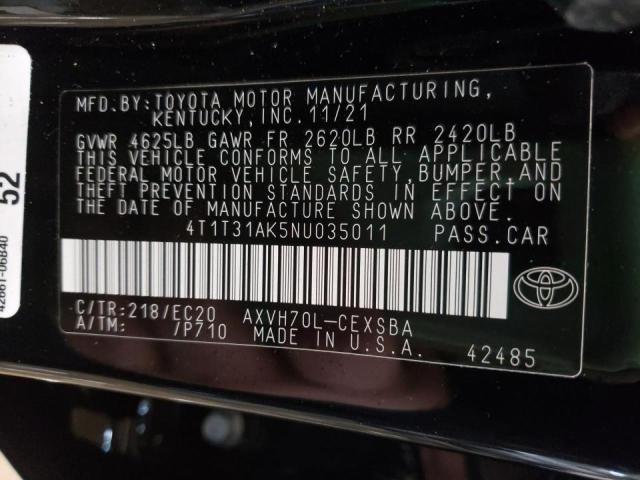 MFD.BY:TOYOTA MOTOR MANUFACTURING,
KENTUCKY,INC.11/21
GVWR 4625LB GAWR FR 2620LB RR 2420LB
THIS VEHICLE CONFORMS TO ALL APPLICABLE
FEDERAL MOTOR VEHICLE SAFETY,BUMPER,AND
THEFT PREVENTION STANDARDS IN EFFECT ON
THE DATE OF MANUFACTURE SHOWN ABOVE.
4T1T31AK5NU035011 PASS.CAR
C/TR:218/EC20 AXVH70L-CEXSBA
A/TM: /P710 MADE IN U.S.A. 42485
52
42661-06840